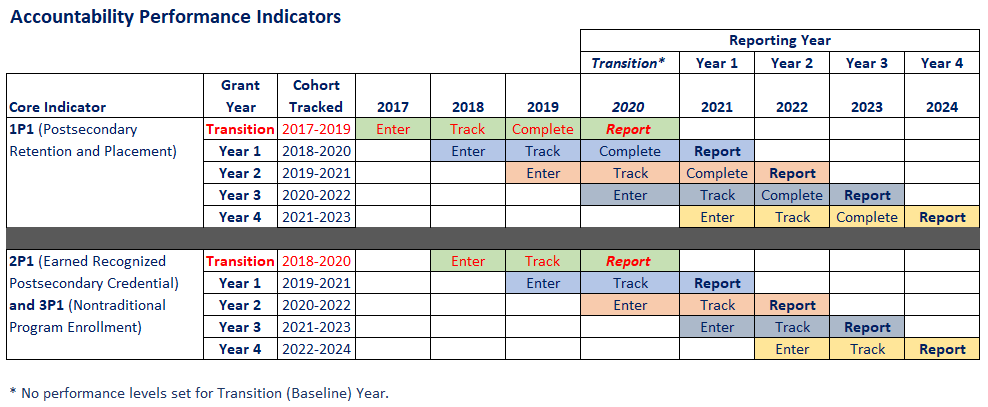 Accountability Performance Indicators
Reporting Year
Transition* Year 1 Year 2 Year 3 Year 4
Core Indicator Grant Year Cohort Tracked 2017 2018 2019 2020 2021 2022 2023 2024
1P1 (Postsecondary Transition 2017-2019 Enter Track Complete Report
Retention and Placement) Year 1 2018-2020 Enter Track Complete Report
Year 2 2019-2021 Enter Track Complete Report
Year 3 2020-2022 Enter Track Complete Report
Year 4 2021-2023 Enter Track Complete Report
2P1 (Earned Recognized Transition 2018-2020 Enter Track Report
Postsecondary Credential) Year 1 2019-2021 Enter Track Report
and 3P1 (Nontraditional Year 2 2020-2022 Enter Track Report
Program Enrollment) Year 3 2021-2023 Enter Track Report
Year 4 2022-2024 Enter Track Report
* No performance levels set for Transition (Baseline) Year.